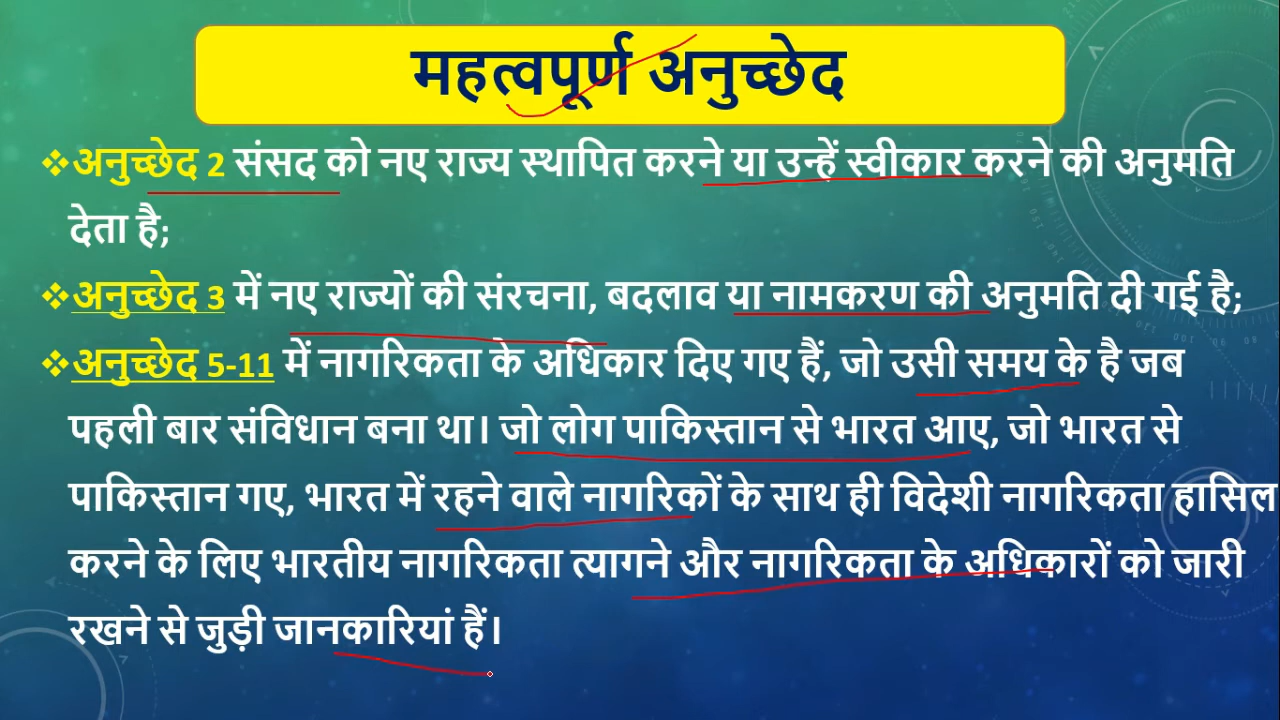 महत्वपूर्ण अनुच्छेद
❖अनुच्छेद 2 संसद को नए राज्य स्थापित करने या उन्हें स्वीकार करने की अनुमति
देता है;
❖अनुच्छेद 3 में नए राज्यों की संरचना, बदलाव या नामकरण की अनुमति दी गई है;
❖अनुच्छेद 5-11 में नागरिकता के अधिकार दिए गए हैं, जो उसी समय के है जब
पहली बार संविधान बना था। जो लोग पाकिस्तान से भारत आए, जो भारत से
पाकिस्तान गए, भारत में रहने वाले नागरिकों के साथ ही विदेशी नागरिकता हासिल
करने के लिए भारतीय नागरिकता त्यागने और नागरिकता के अधिकारों को जारी
रखने से जुड़ी जानकारियां हैं।